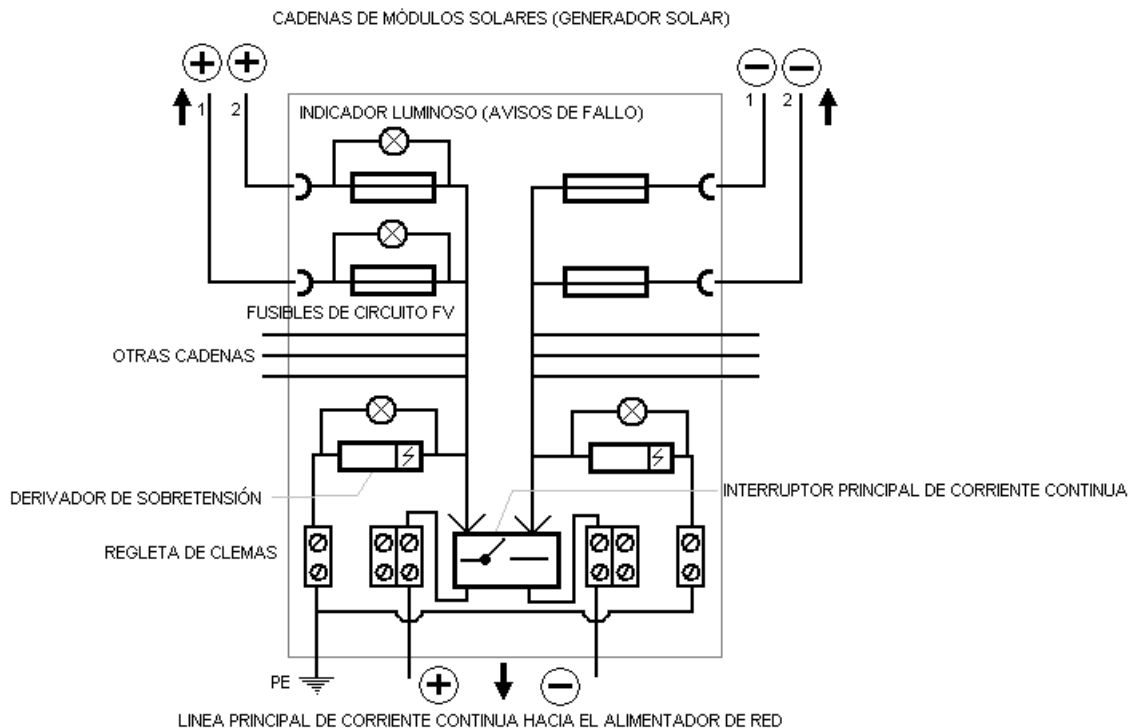 CADENAS DE MÓDULOS SOLARES (GENERADOR SOLAR)
+ +
− −
1 2
1 2
INDICADOR LUMINOSO (AVISOS DE FALLO)
FUSIBLES DE CIRCUITO FV
OTRAS CADENAS
DERIVADOR DE SOBRETENSIÓN
INTERRUPTOR PRINCIPAL DE CORRIENTE CONTINUA
REGLETA DE CLEMAS
PE
+ −
LINEA PRINCIPAL DE CORRIENTE CONTINUA HACIA EL ALIMENTADOR DE RED